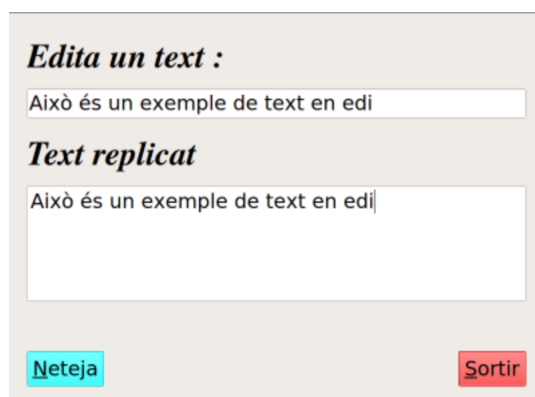 Edita un text :
Això és un exemple de text en edi
Text replicat
Això és un exemple de text en edi
Neteja
Sortir